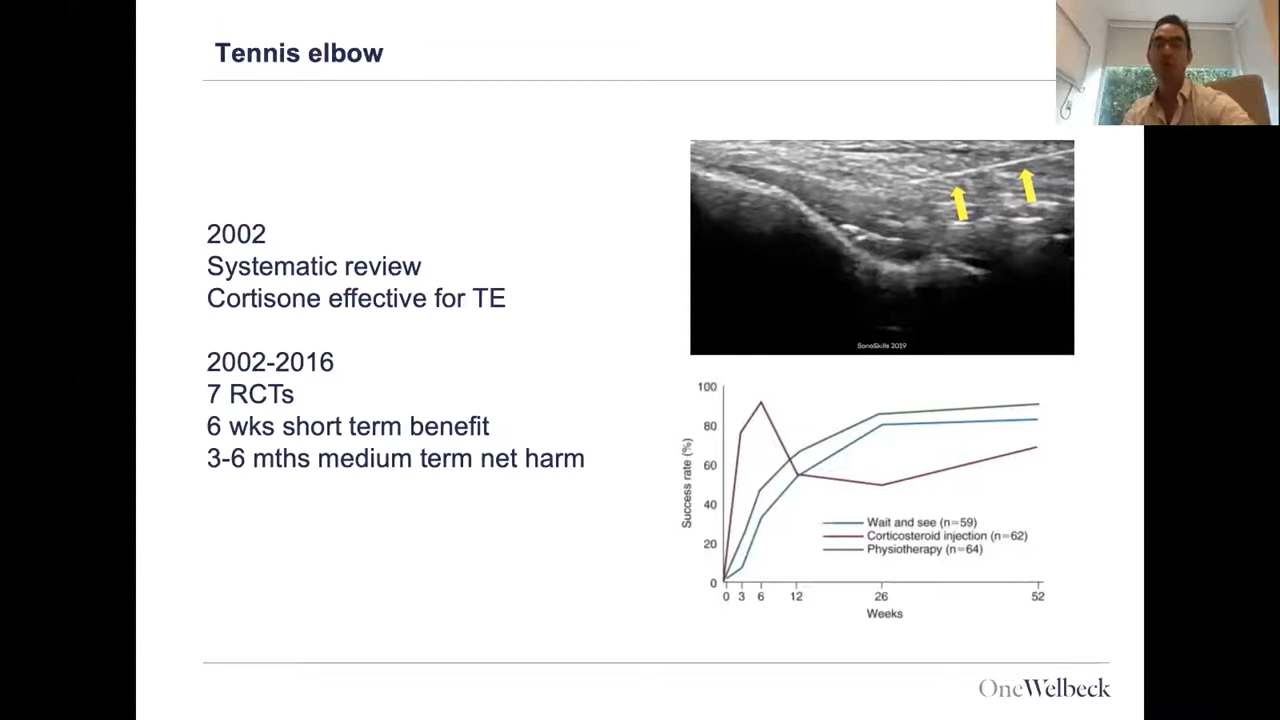 Tennis elbow
2002
Systematic review
Cortisone effective for TE
2002-2016
7 RCTs
6 wks short term benefit
3-6 mths medium term net harm
SonoSkills 2019
100
80
60
40
20
0
Success rate (%)
Wait and see (n=59)
Corticosteroid injection (n=62)
Physiotherapy (n=64)
0 3 6 12 26 52
Weeks
OneWelbeck